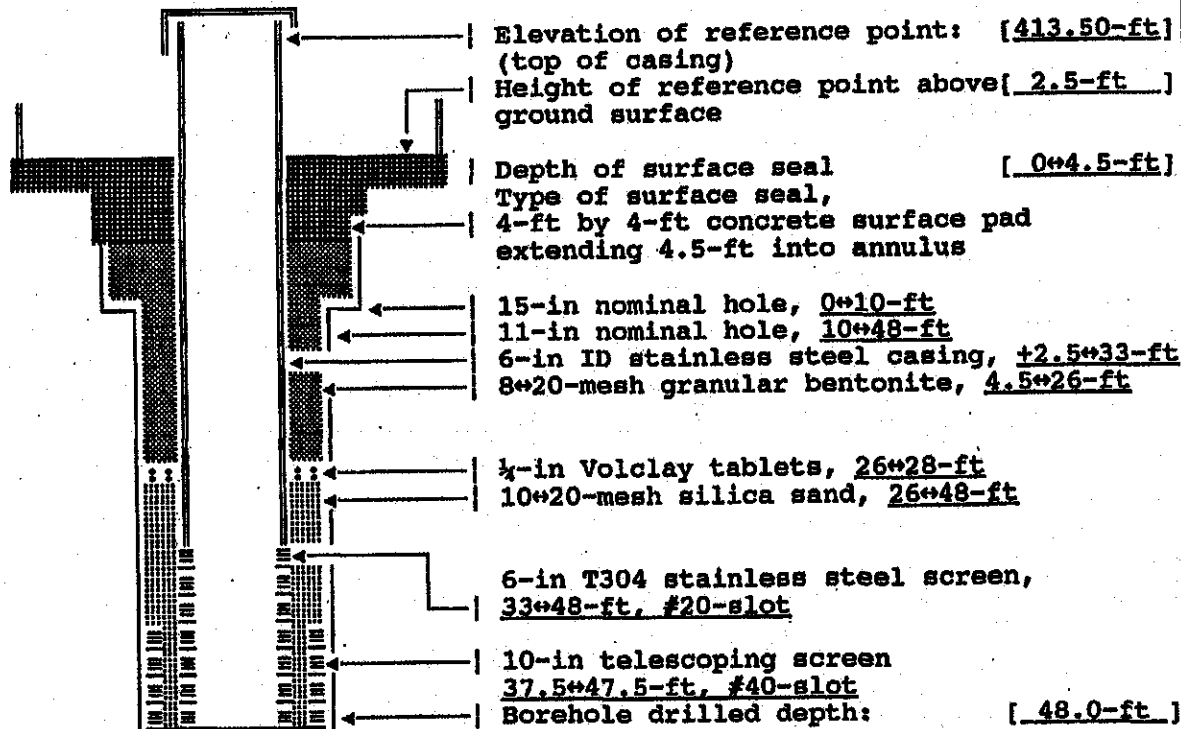 Elevation of reference point: [413.50-ft]
(top of casing)
Height of reference point above[ 2.5-ft ]
ground surface
Depth of surface seal [ 0↔4.5-ft]
Type of surface seal,
4-ft by 4-ft concrete surface pad
extending 4.5-ft into annulus
15-in nominal hole, 0↔10-ft
11-in nominal hole, 10↔48-ft
6-in ID stainless steel casing, +2.5↔33-ft
8↔20-mesh granular bentonite, 4.5↔26-ft
¼-in Volclay tablets, 26↔28-ft
10↔20-mesh silica sand, 26↔48-ft
6-in T304 stainless steel screen,
33↔48-ft, #20-slot
10-in telescoping screen
37.5↔47.5-ft, #40-slot
Borehole drilled depth: [ 48.0-ft ]